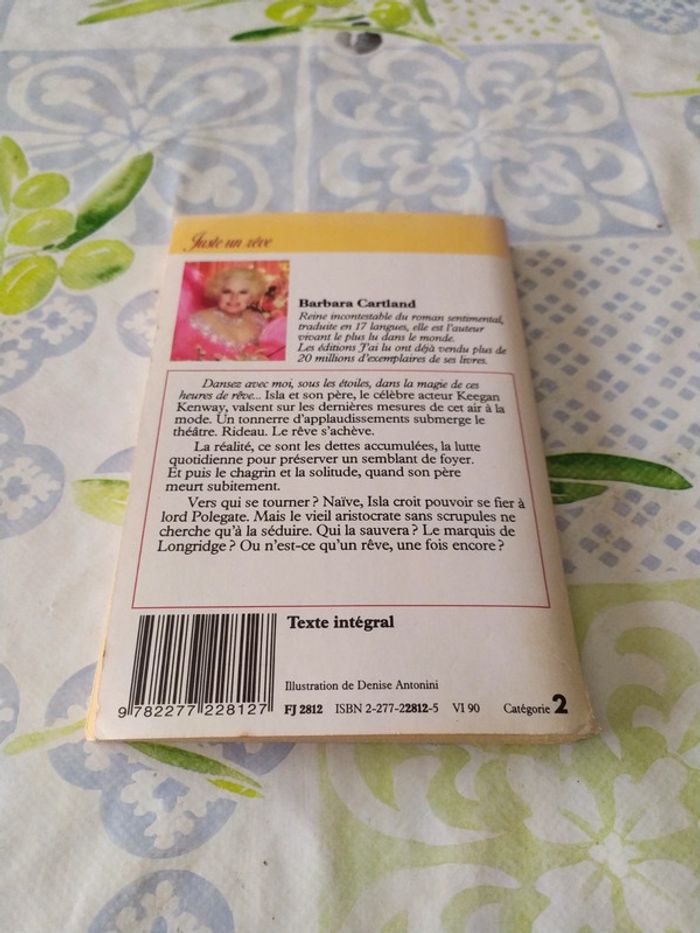 Juste un rêve
Barbara Cartland
Reine incontestable du roman sentimental,
traduite en 17 langues, elle est l'auteur
vivant le plus lu dans le monde.
Les éditions J'ai lu ont déjà vendu plus de
20 millions d'exemplaires de ses livres.
Dansez avec moi, sous les étoiles, dans la magie de ces
heures de rêve... Isla et son père, le célèbre acteur Keegan
Kenway, valsent sur les dernières mesures de cet air à la
mode. Un tonnerre d'applaudissements submerge le
théâtre. Rideau. Le rêve s'achève.
La réalité, ce sont les dettes accumulées, la lutte
quotidienne pour préserver un semblant de foyer.
Et puis le chagrin et la solitude, quand son père
meurt subitement.
Vers qui se tourner ? Naïve, Isla croit pouvoir se fier à
lord Polegate. Mais le vieil aristocrate sans scrupules ne
cherche qu'à la séduire. Qui la sauvera ? Le marquis de
Longridge ? Ou n'est-ce qu'un rêve, une fois encore ?
Texte intégral
Illustration de Denise Antonini
9 782277 228127
FJ 2812 ISBN 2-277-22812-5 VI 90 Catégorie 2